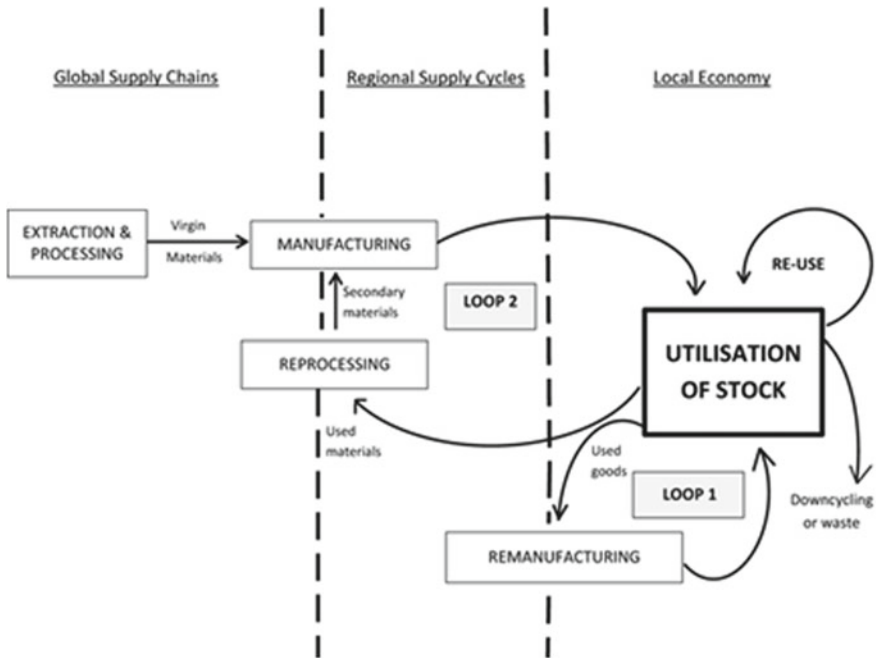 Global Supply Chains
Regional Supply Cycles
Local Economy
EXTRACTION &
PROCESSING
Virgin
Materials
MANUFACTURING
RE-USE
Secondary
materials
LOOP 2
REPROCESSING
UTILISATION
OF STOCK
Used
materials
Used
goods
LOOP 1
Downcycling
or waste
REMANUFACTURING